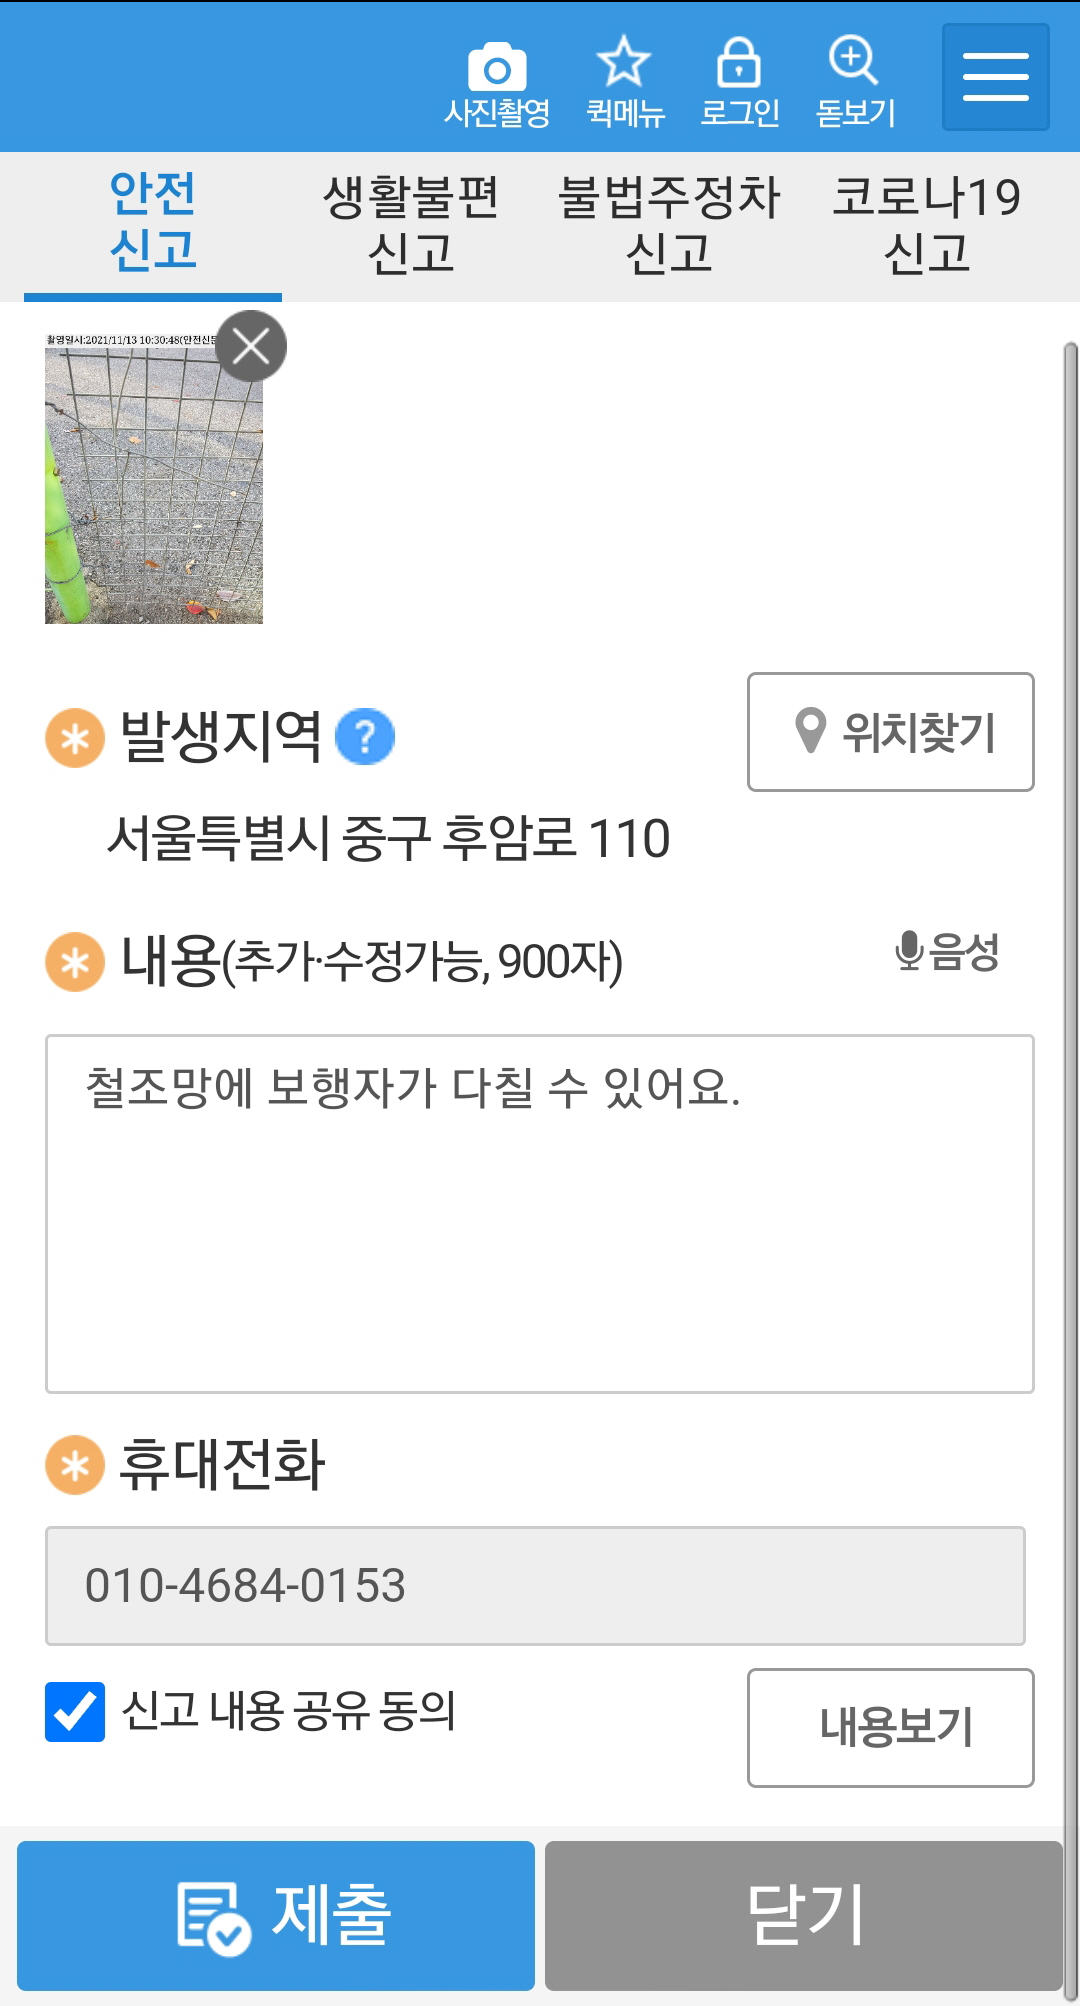 사진촬영 퀵메뉴 로그인 돋보기
안전
신고
생활불편
신고
불법주정차
신고
코로나19
신고
촬영일시:2021/11/13 10:30:48(안전신문
발생지역 ?
위치찾기
서울특별시 중구 후암로 110
내용(추가·수정가능, 900자)
음성
철조망에 보행자가 다칠 수 있어요.
휴대전화
010-4684-0153
신고 내용 공유 동의
내용보기
제출
닫기